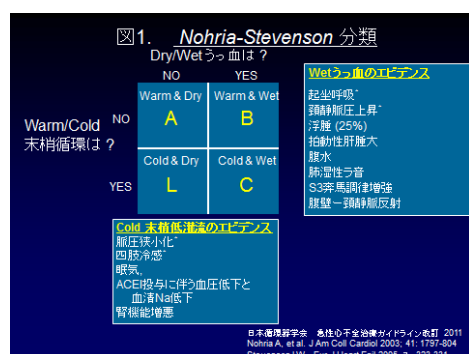 図1. Nohria-Stevenson 分類
Dry/Wetうっ血は?
NO YES
Warm & Dry
A
Warm & Wet
B
Warm/Cold
末梢循環は?
NO
YES
Cold & Dry
L
Cold & Wet
C
Wetうっ血のエビデンス
起坐呼吸*
頚静脈圧上昇*
浮腫 (25%)
拍動性肝腫大
腹水
肺湿性ラ音
S3奔馬調律増強
腹壁ー頚静脈反射
Cold 末梢低灌流のエビデンス
脈圧狭小化*
四肢冷感*
眠気,
ACEI投与に伴う血圧低下と
血清Na低下
腎機能増悪
日本循環器学会 急性心不全治療ガイドライン改訂 2011
Nohria A, et al. J Am Coll Cardiol 2003; 41: 1797-804